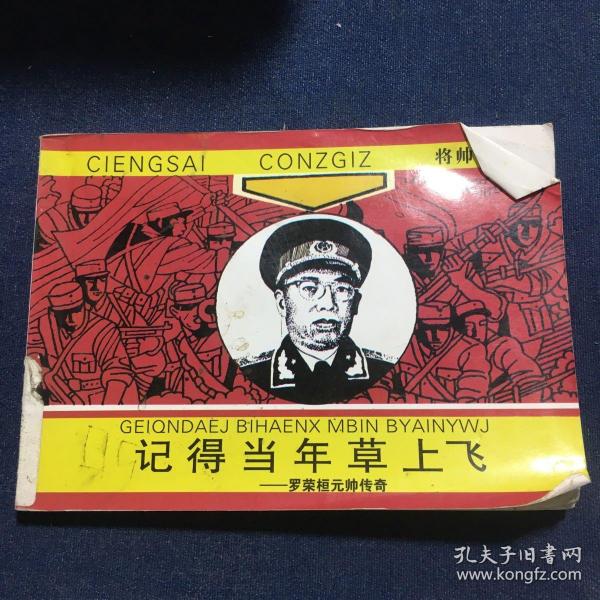 CIENGSAI CONZGIZ 将帅
GEIQNDAEJ BIHAENX MBIN BYAINYWJ
记得当年草上飞
——罗荣桓元帅传奇
孔夫子旧书网
www.kongfz.com